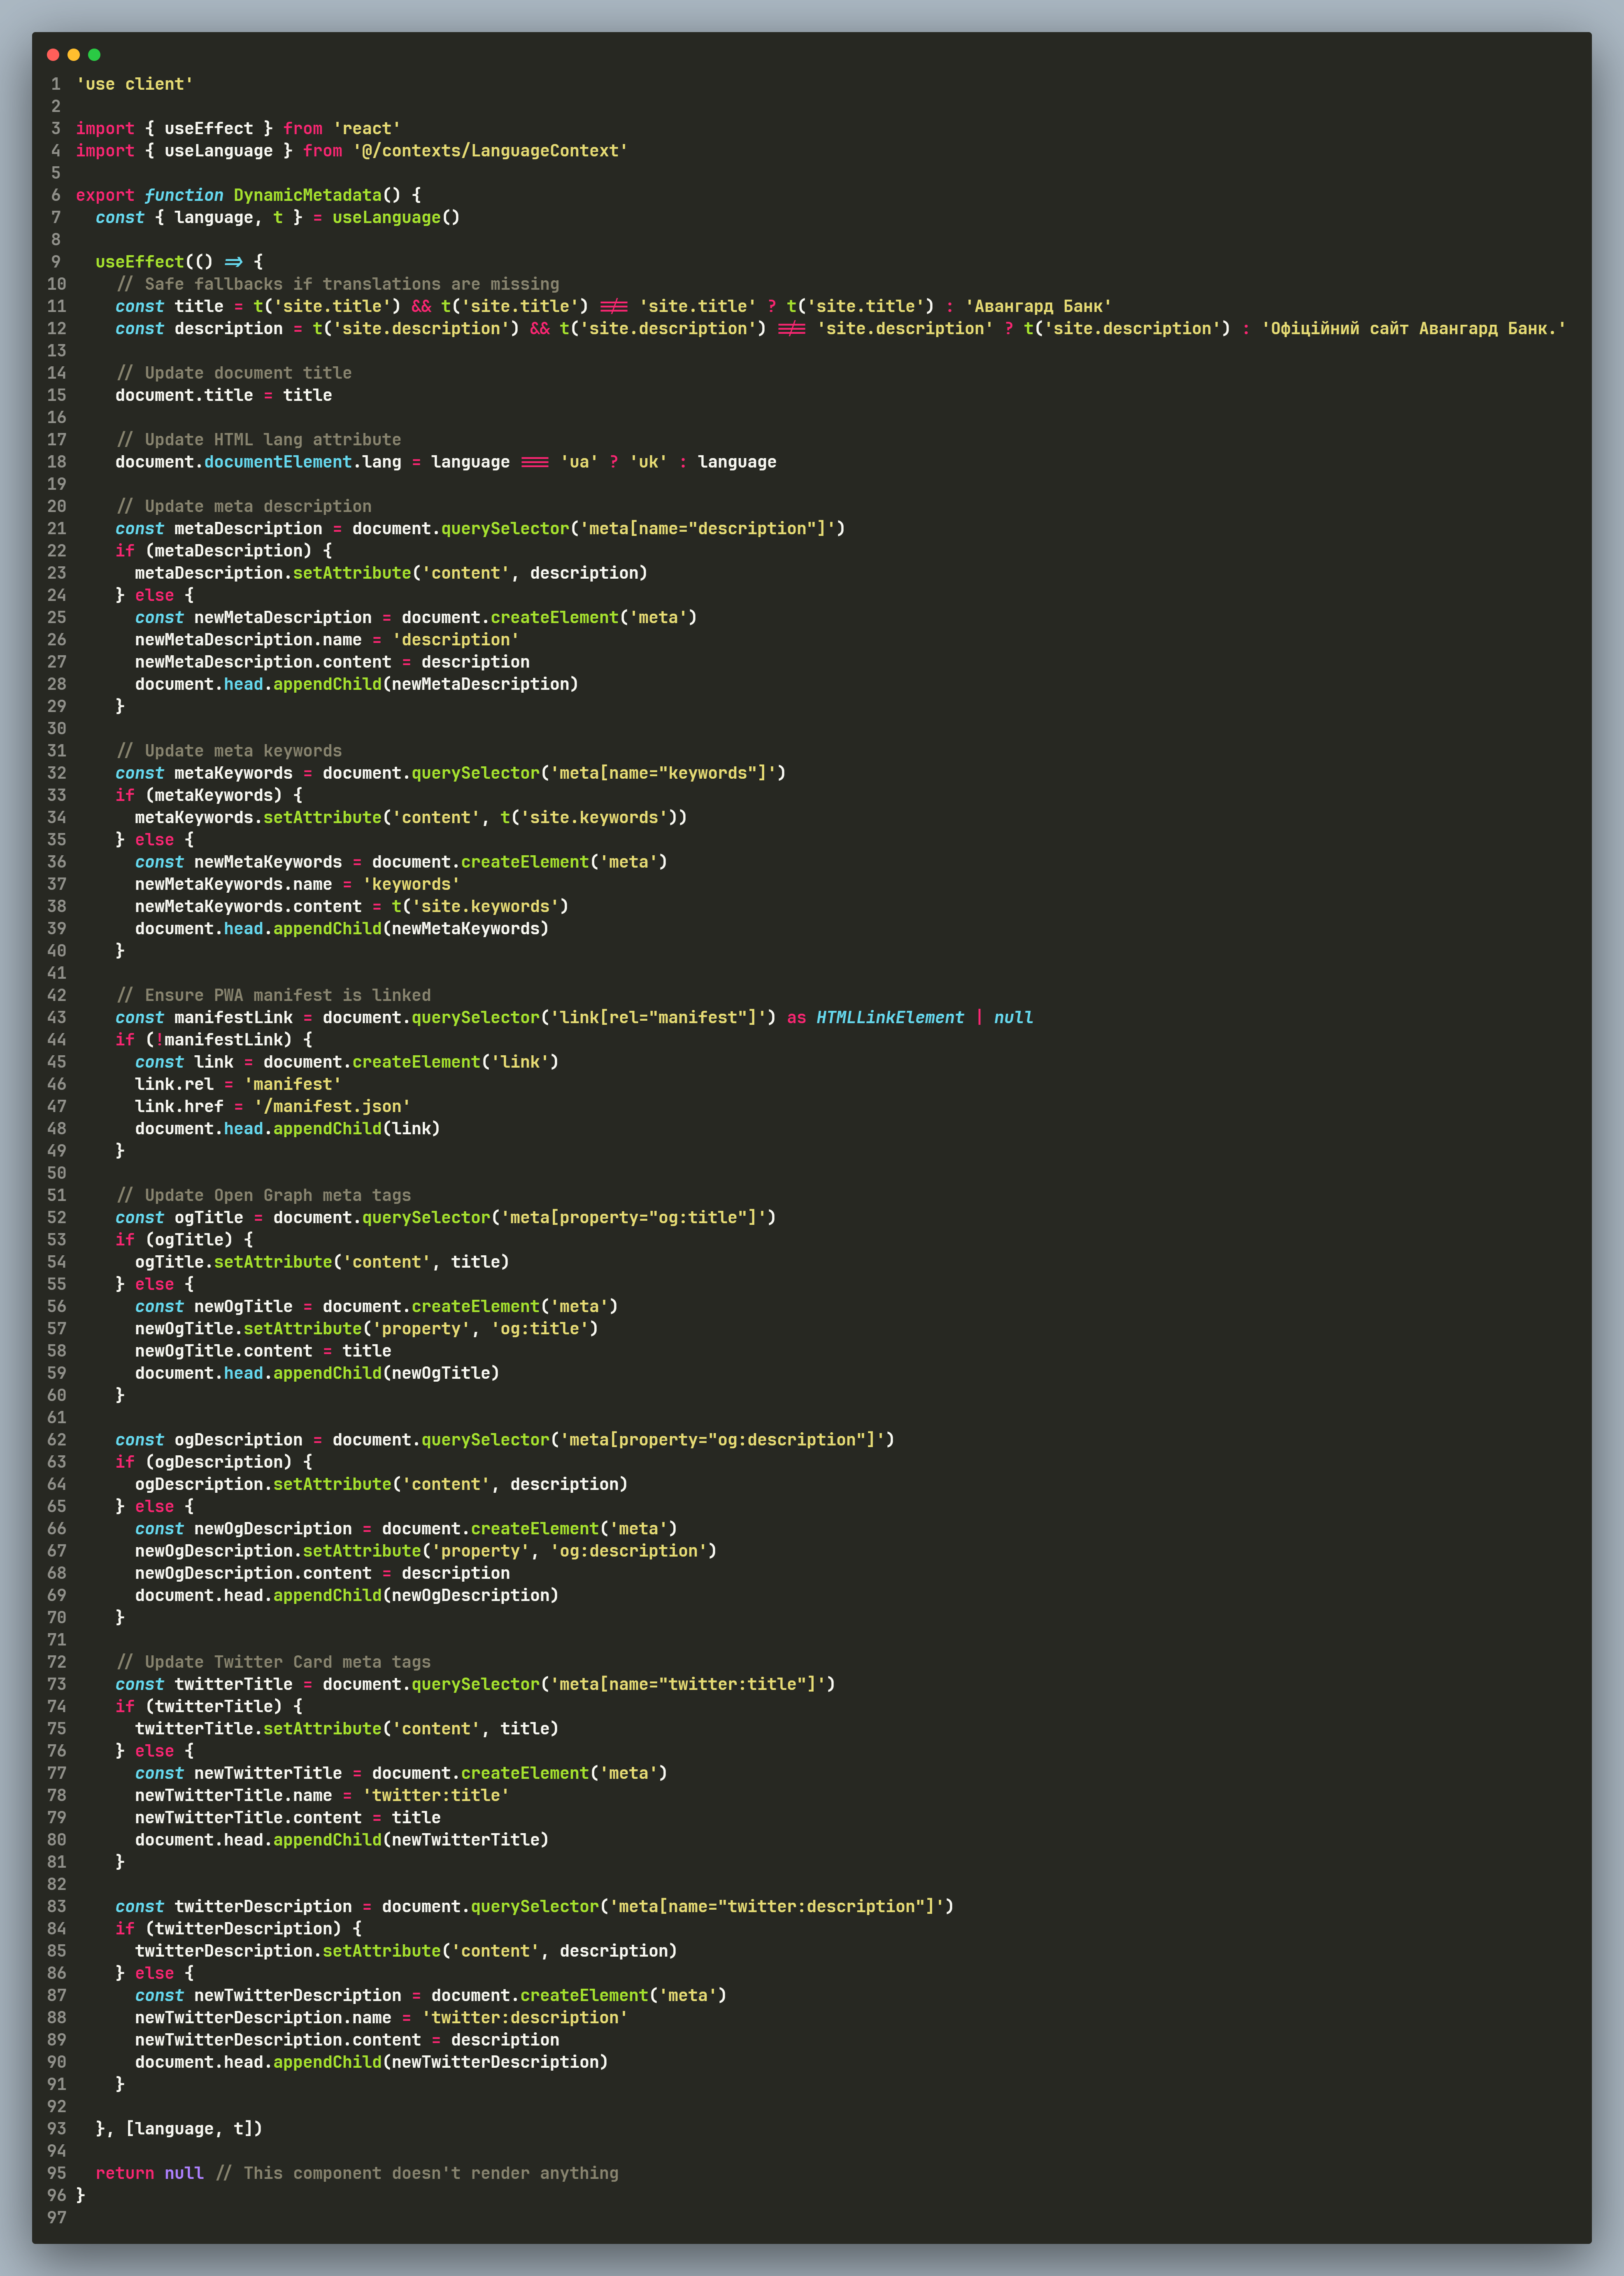 1 'use client'
2
3 import { useEffect } from 'react'
4 import { useLanguage } from '@/contexts/LanguageContext'
5
6 export function DynamicMetadata() {
7   const { language, t } = useLanguage()
8
9   useEffect(() => {
10     // Safe fallbacks if translations are missing
11     const title = t('site.title') && t('site.title') !== 'site.title' ? t('site.title') : 'Авангард Банк'
12     const description = t('site.description') && t('site.description') !== 'site.description' ? t('site.description') : 'Офіційний сайт Авангард Банк.'
13
14     // Update document title
15     document.title = title
16
17     // Update HTML lang attribute
18     document.documentElement.lang = language === 'ua' ? 'uk' : language
19
20     // Update meta description
21     const metaDescription = document.querySelector('meta[name="description"]')
22     if (metaDescription) {
23       metaDescription.setAttribute('content', description)
24     } else {
25       const newMetaDescription = document.createElement('meta')
26       newMetaDescription.name = 'description'
27       newMetaDescription.content = description
28       document.head.appendChild(newMetaDescription)
29     }
30
31     // Update meta keywords
32     const metaKeywords = document.querySelector('meta[name="keywords"]')
33     if (metaKeywords) {
34       metaKeywords.setAttribute('content', t('site.keywords'))
35     } else {
36       const newMetaKeywords = document.createElement('meta')
37       newMetaKeywords.name = 'keywords'
38       newMetaKeywords.content = t('site.keywords')
39       document.head.appendChild(newMetaKeywords)
40     }
41
42     // Ensure PWA manifest is linked
43     const manifestLink = document.querySelector('link[rel="manifest"]') as HTMLLinkElement | null
44     if (!manifestLink) {
45       const link = document.createElement('link')
46       link.rel = 'manifest'
47       link.href = '/manifest.json'
48       document.head.appendChild(link)
49     }
50
51     // Update Open Graph meta tags
52     const ogTitle = document.querySelector('meta[property="og:title"]')
53     if (ogTitle) {
54       ogTitle.setAttribute('content', title)
55     } else {
56       const newOgTitle = document.createElement('meta')
57       newOgTitle.setAttribute('property', 'og:title')
58       newOgTitle.content = title
59       document.head.appendChild(newOgTitle)
60     }
61
62     const ogDescription = document.querySelector('meta[property="og:description"]')
63     if (ogDescription) {
64       ogDescription.setAttribute('content', description)
65     } else {
66       const newOgDescription = document.createElement('meta')
67       newOgDescription.setAttribute('property', 'og:description')
68       newOgDescription.content = description
69       document.head.appendChild(newOgDescription)
70     }
71
72     // Update Twitter Card meta tags
73     const twitterTitle = document.querySelector('meta[name="twitter:title"]')
74     if (twitterTitle) {
75       twitterTitle.setAttribute('content', title)
76     } else {
77       const newTwitterTitle = document.createElement('meta')
78       newTwitterTitle.name = 'twitter:title'
79       newTwitterTitle.content = title
80       document.head.appendChild(newTwitterTitle)
81     }
82
83     const twitterDescription = document.querySelector('meta[name="twitter:description"]')
84     if (twitterDescription) {
85       twitterDescription.setAttribute('content', description)
86     } else {
87       const newTwitterDescription = document.createElement('meta')
88       newTwitterDescription.name = 'twitter:description'
89       newTwitterDescription.content = description
90       document.head.appendChild(newTwitterDescription)
91     }
92
93   }, [language, t])
94
95   return null // This component doesn't render anything
96 }
97